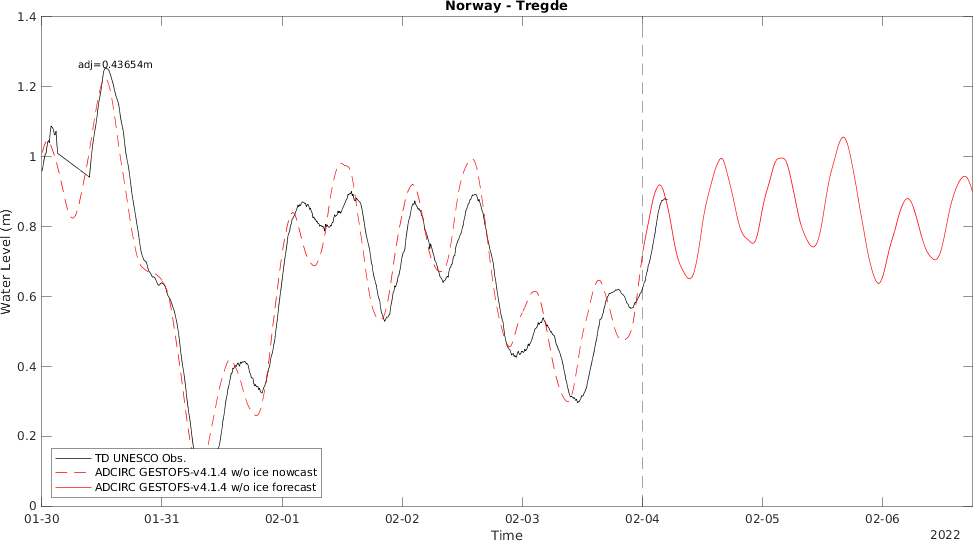 Norway - Tregde
adj=0.43654m
Water Level (m)
1.4
1.2
1
0.8
0.6
0.4
0.2
0
TD UNESCO Obs.
ADCIRC GESTOFS-v4.1.4 w/o ice nowcast
ADCIRC GESTOFS-v4.1.4 w/o ice forecast
01-30 01-31 02-01 02-02 02-03 02-04 02-05 02-06
Time
2022